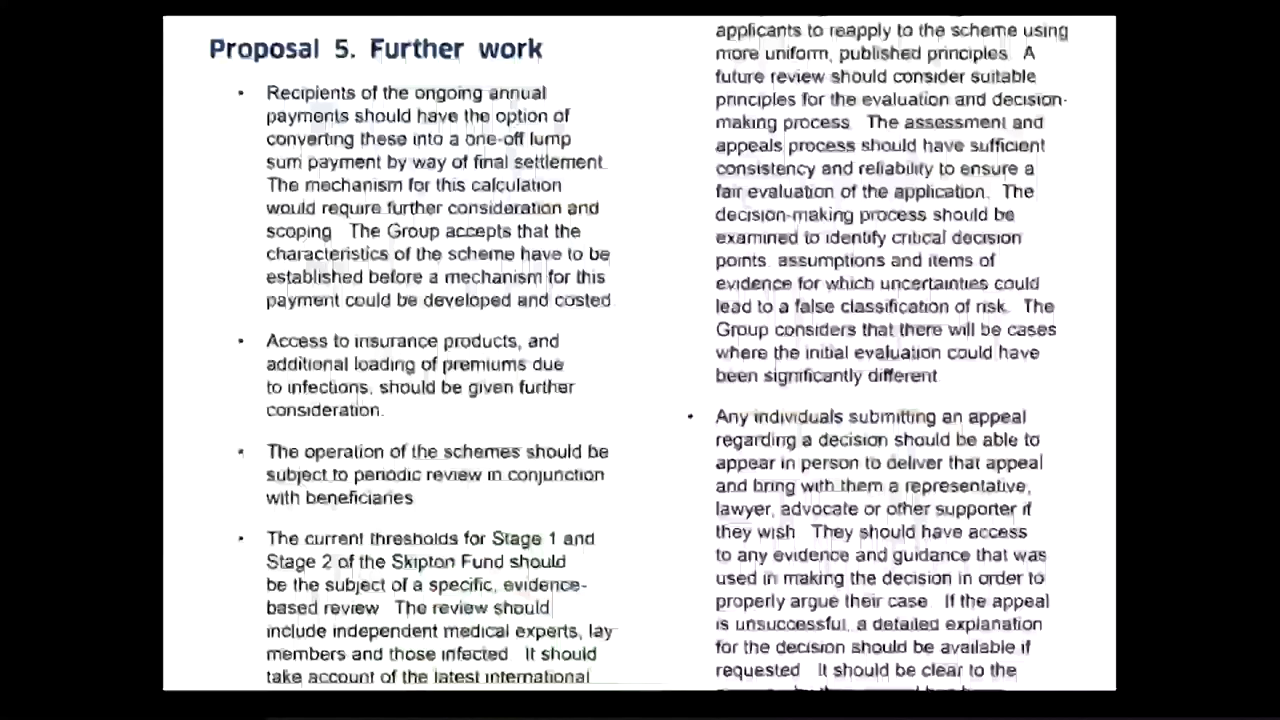 Proposal 5. Further work
• Recipients of the ongoing annual
payments should have the option of
converting these into a one-off lump
sum payment by way of final settlement.
The mechanism for this calculation
would require further consideration and
scoping The Group accepts that the
characteristics of the scheme have to be
established before a mechanism for this
payment could be developed and costed
• Access to insurance products, and
additional loading of premiums due
to infections, should be given further
consideration.
• The operation of the schemes should be
subject to periodic review in conjunction
with beneficiaries
• The current thresholds for Stage 1 and
Stage 2 of the Skipton Fund should
be the subject of a specific, evidence-
based review The review should
include independent medical experts, lay
members and those infected It should
take account of the latest international
applicants to reapply to the scheme using
more uniform, published principles A
future review should consider suitable
principles for the evaluation and decision-
making process The assessment and
appeals process should have sufficient
consistency and reliability to ensure a
fair evaluation of the application. The
decision-making process should be
examined to identify critical decision
points, assumptions and items of
evidence for which uncertainties could
lead to a false classification of risk. The
Group considers that there will be cases
where the initial evaluation could have
been significantly different
• Any individuals submitting an appeal
regarding a decision should be able to
appear in person to deliver that appeal
and bring with them a representative,
lawyer, advocate or other supporter if
they wish They should have access
to any evidence and guidance that was
used in making the decision in order to
properly argue their case If the appeal
is unsuccessful, a detailed explanation
for the decision should be available if
requested It should be clear to the